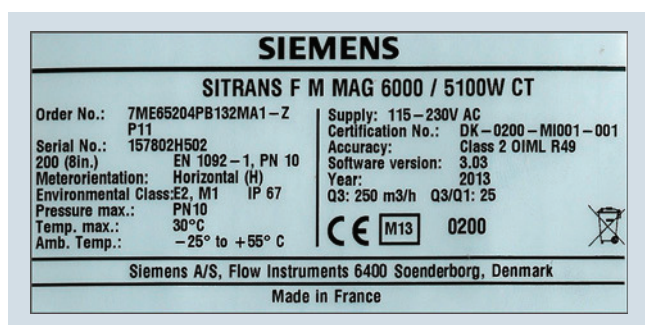 SIEMENS
SITRANS F M MAG 6000 / 5100W CT
Order No.: 7ME65204PB132MA1-Z
P11
Serial No.: 157802H502
200 (8in.) EN 1092-1, PN 10
Meterorientation: Horizontal (H)
Environmental Class:E2, M1 IP 67
Pressure max.: PN10
Temp. max.: 30°C
Amb. Temp.: -25° to +55° C
Supply: 115-230V AC
Certification No.: DK-0200-MI001-001
Accuracy: Class 2 OIML R49
Software version: 3.03
Year: 2013
Q3: 250 m3/h Q3/Q1: 25
CE M13 0200
Siemens A/S, Flow Instruments 6400 Soenderborg, Denmark
Made in France